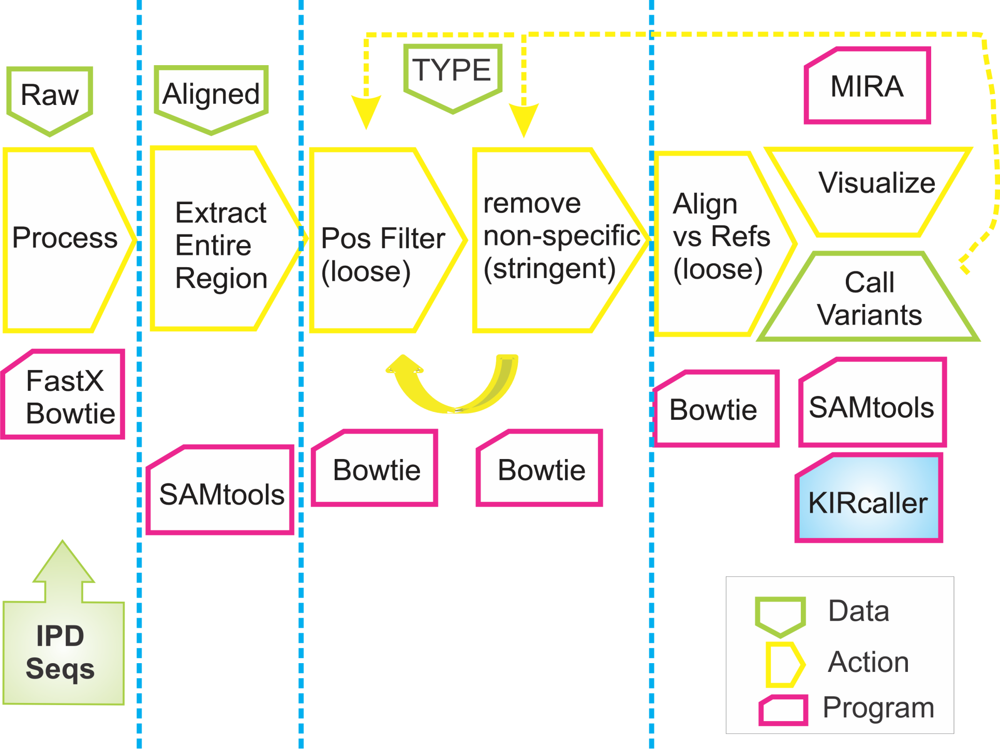 Raw
Aligned
TYPE
MIRA
Process
Extract
Entire
Region
Pos Filter
(loose)
remove
non-specific
(stringent)
Align
vs Refs
(loose)
Visualize
Call
Variants
FastX
Bowtie
SAMtools
Bowtie
Bowtie
Bowtie
SAMtools
KIRcaller
IPD
Seqs
Data
Action
Program